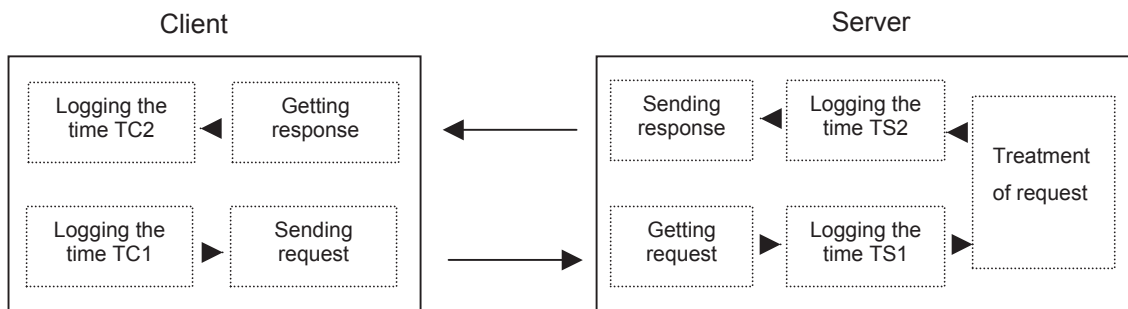 Client
Server
Logging the
time TC2
Getting
response
Sending
response
Logging the
time TS2
Treatment
of request
Logging the
time TC1
Sending
request
Getting
request
Logging the
time TS1